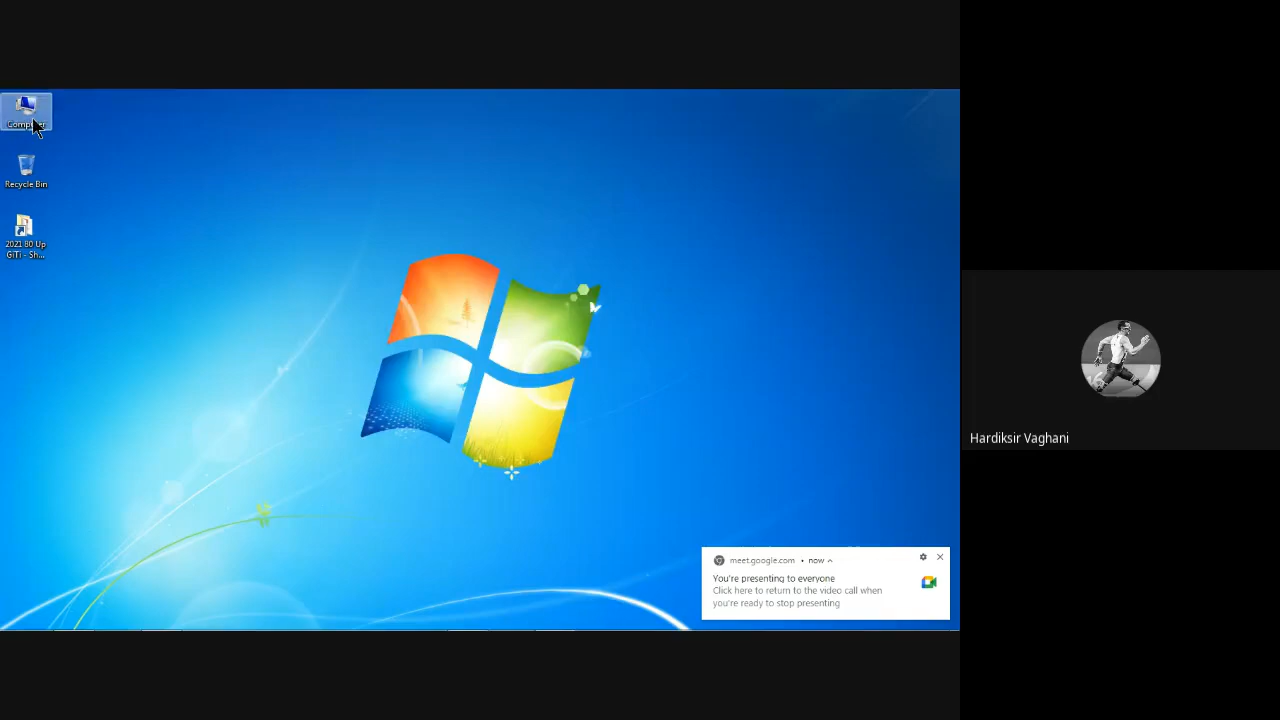 Computer
Recycle Bin
2021 80 Up
GiTi - Sh...
meet.google.com • now
You're presenting to everyone
Click here to return to the video call when
you're ready to stop presenting
Hardiksir Vaghani